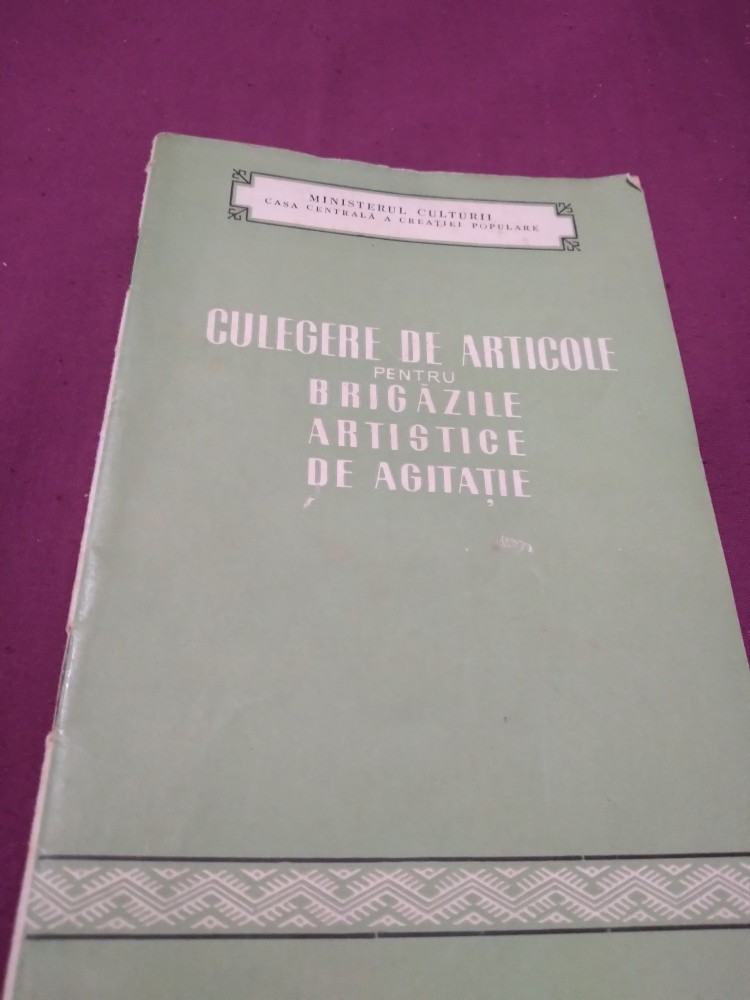 MINISTERUL CULTURII
CASA CENTRALĂ A CREAȚIEI POPULARE
CULEGERE DE ARTICOLE
PENTRU
BRIGĂZILE
ARTISTICE
DE AGITAȚIE